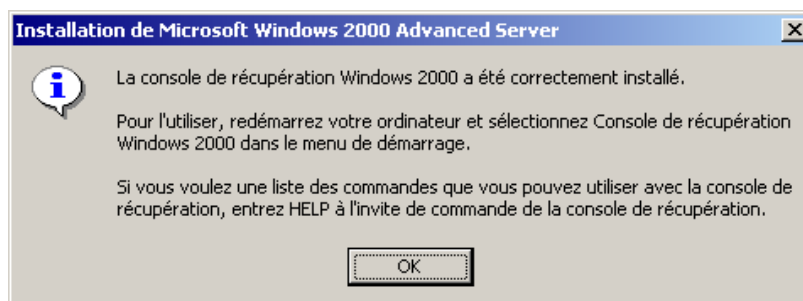 Installation de Microsoft Windows 2000 Advanced Server
La console de récupération Windows 2000 a été correctement installé.
Pour l'utiliser, redémarrez votre ordinateur et sélectionnez Console de récupération
Windows 2000 dans le menu de démarrage.
Si vous voulez une liste des commandes que vous pouvez utiliser avec la console de
récupération, entrez HELP à l'invite de commande de la console de récupération.
OK